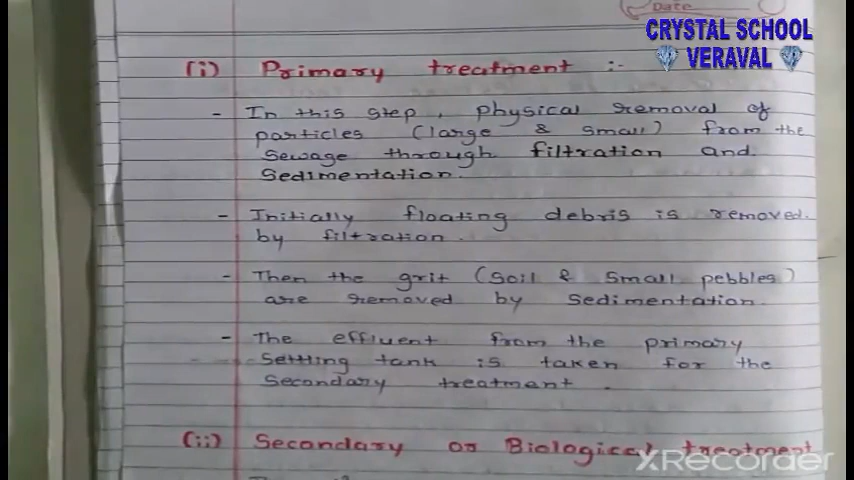 Date
CRYSTAL SCHOOL
VERAVAL
(i) Primary treatment :-
- In this step, physical removal of
particles (large & small) from the
sewage through filtration and
sedimentation.
- Initially floating debris is removed.
by filtration.
- Then the grit (soil & small pebbles)
are removed by sedimentation.
- The effluent from the primary
settling tank is taken for the
secondary treatment.
(ii) Secondary or Biological treatment
XRecorder